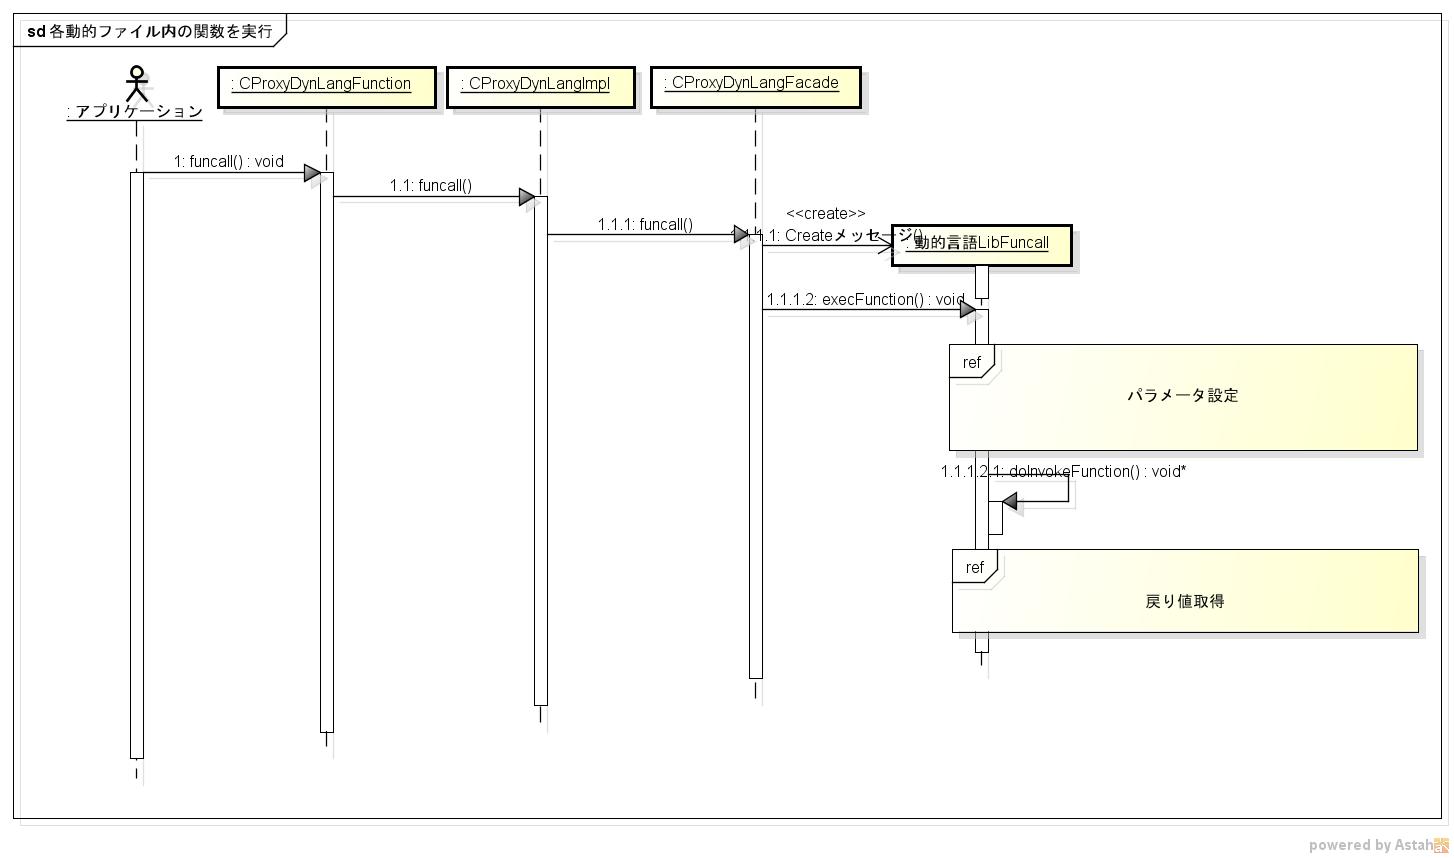 sd 各動的ファイル内の関数を実行
: アプリケーション
: CProxyDynLangFunction
: CProxyDynLangImpl
: CProxyDynLangFacade
1: funcall() : void
1.1: funcall()
1.1.1: funcall()
<<create>>
1.1: Createメッセージ()
: 動的言語LibFuncall
1.1.1.2: execFunction() : void
ref
パラメータ設定
1.1.1.2.1: doInvokeFunction() : void*
ref
戻り値取得
powered by Astah